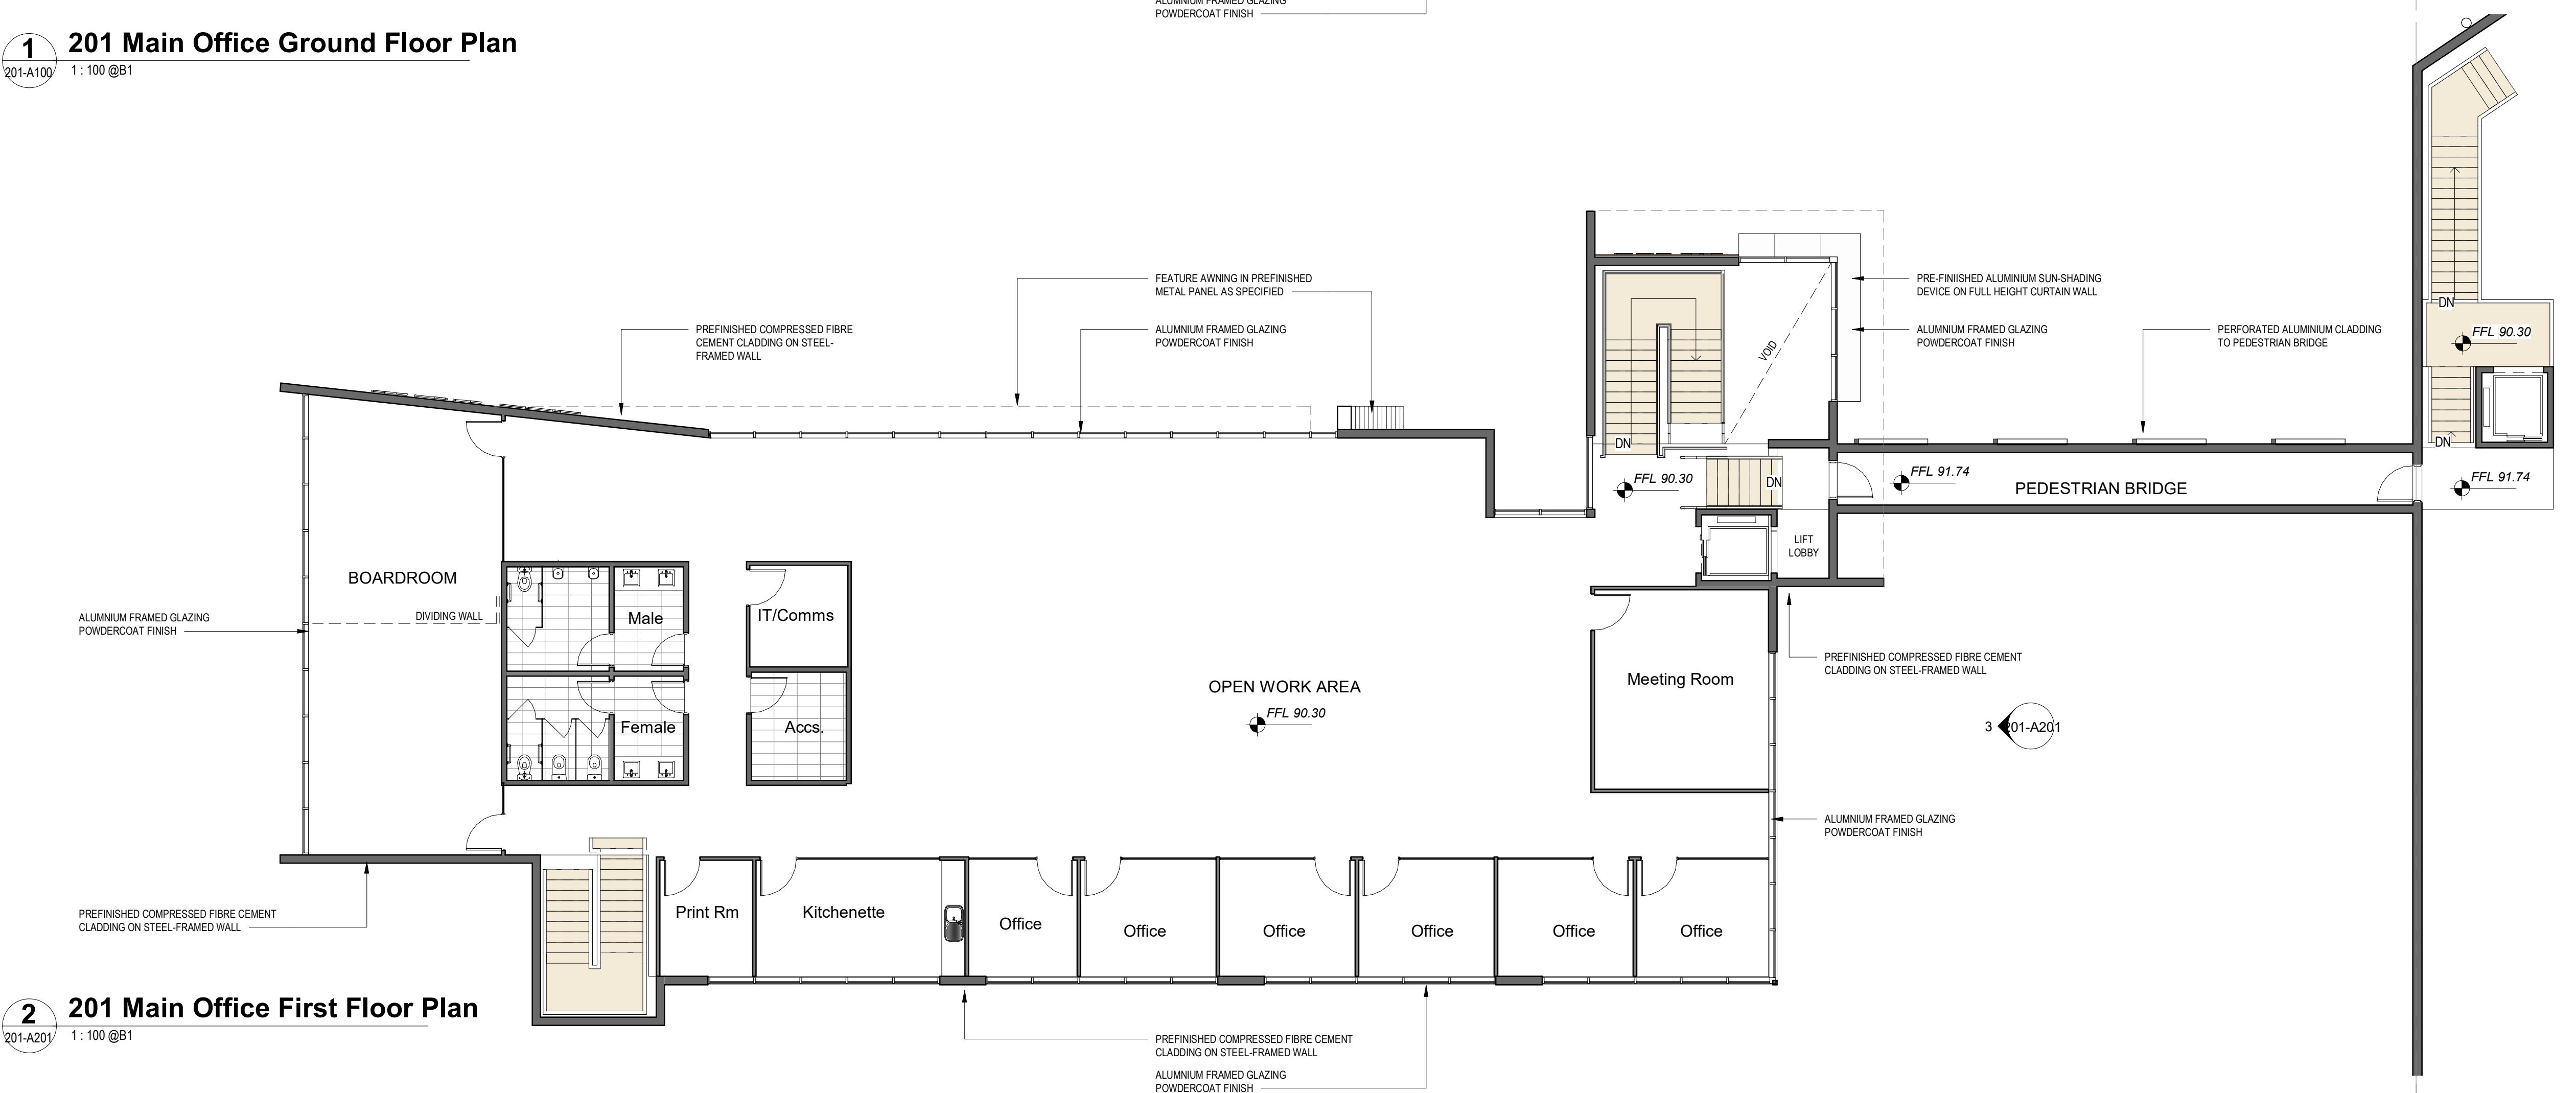 ALUMNIUM FRAMED GLAZING
POWDERCOAT FINISH
1
201-A100
201 Main Office Ground Floor Plan
1 : 100 @B1
FEATURE AWNING IN PREFINISHED
METAL PANEL AS SPECIFIED
PREFINISHED COMPRESSED FIBRE
CEMENT CLADDING ON STEEL-
FRAMED WALL
ALUMNIUM FRAMED GLAZING
POWDERCOAT FINISH
PRE-FINIISHED ALUMINIUM SUN-SHADING
DEVICE ON FULL HEIGHT CURTAIN WALL
ALUMNIUM FRAMED GLAZING
POWDERCOAT FINISH
PERFORATED ALUMINIUM CLADDING
TO PEDESTRIAN BRIDGE
VOID
DN
FFL 90.30
DN
DN
FFL 90.30
DN
FFL 91.74
PEDESTRIAN BRIDGE
FFL 91.74
LIFT
LOBBY
BOARDROOM
DIVIDING WALL
ALUMNIUM FRAMED GLAZING
POWDERCOAT FINISH
Male
IT/Comms
Female
Accs.
OPEN WORK AREA
FFL 90.30
Meeting Room
PREFINISHED COMPRESSED FIBRE CEMENT
CLADDING ON STEEL-FRAMED WALL
3
201-A201
ALUMNIUM FRAMED GLAZING
POWDERCOAT FINISH
PREFINISHED COMPRESSED FIBRE CEMENT
CLADDING ON STEEL-FRAMED WALL
Print Rm
Kitchenette
Office
Office
Office
Office
Office
Office
2
201-A201
201 Main Office First Floor Plan
1 : 100 @B1
PREFINISHED COMPRESSED FIBRE CEMENT
CLADDING ON STEEL-FRAMED WALL
ALUMNIUM FRAMED GLAZING
POWDERCOAT FINISH